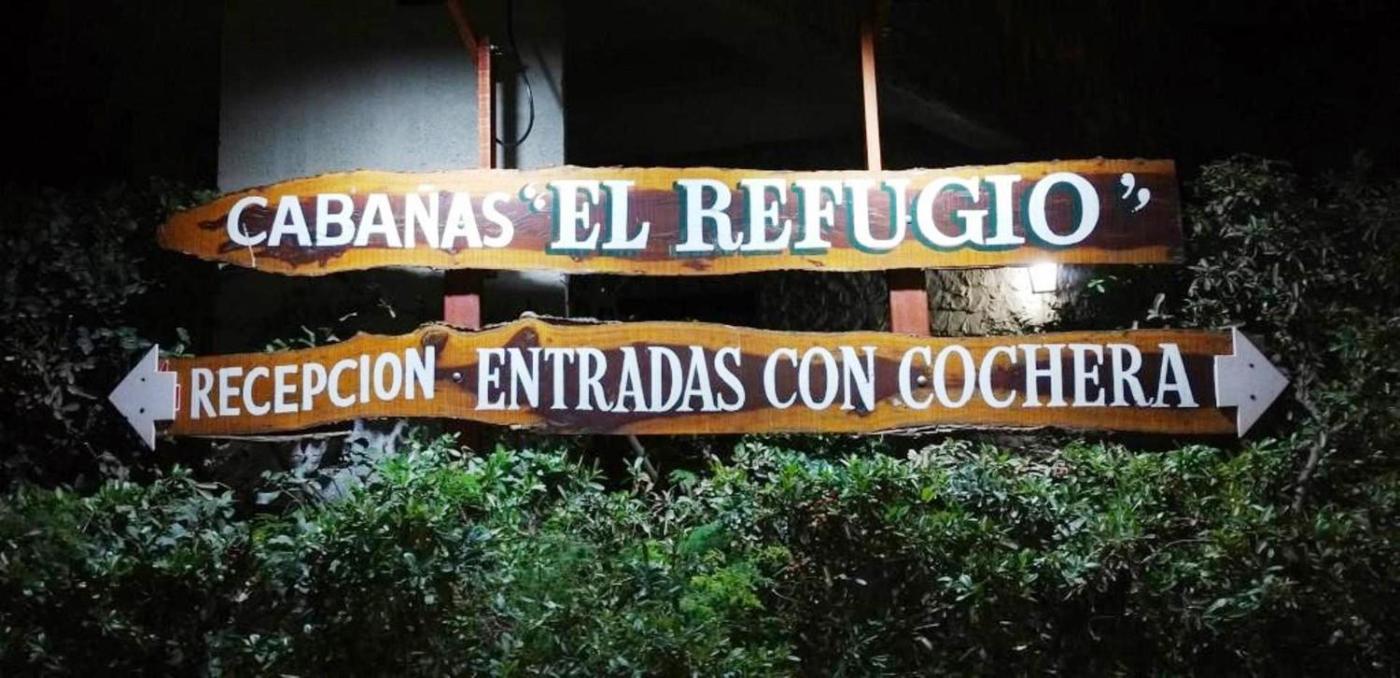 CABAÑAS "EL REFUGIO"
RECEPCION ENTRADAS CON COCHERA